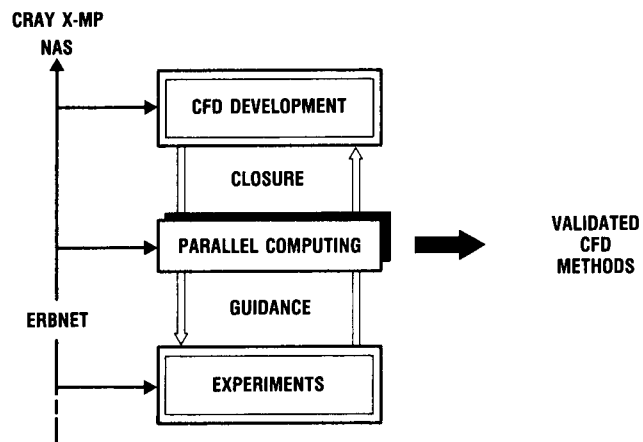 CRAY X-MP
NAS
CFD DEVELOPMENT
CLOSURE
PARALLEL COMPUTING
VALIDATED
CFD
METHODS
GUIDANCE
ERBNET
EXPERIMENTS